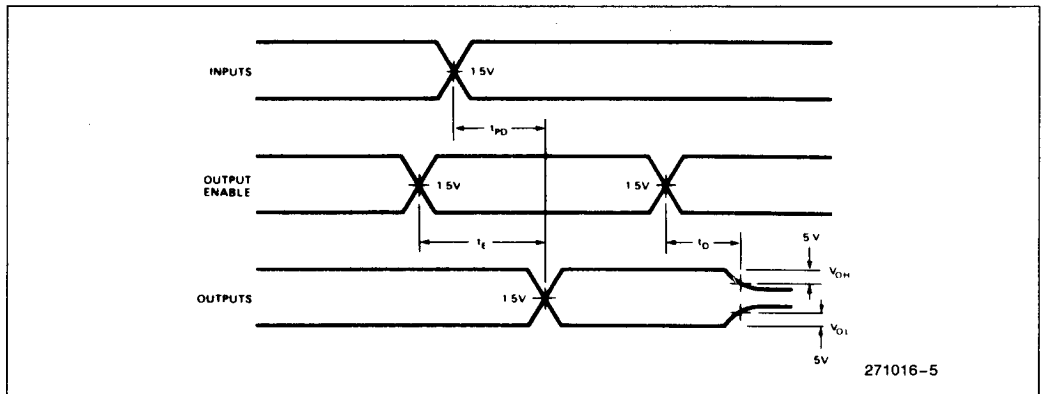 INPUTS
1 5V
tPD
OUTPUT
ENABLE
1 5V
1 5V
tE
tD
5 V
VOH
OUTPUTS
1 5V
VOL
5V
271016–5